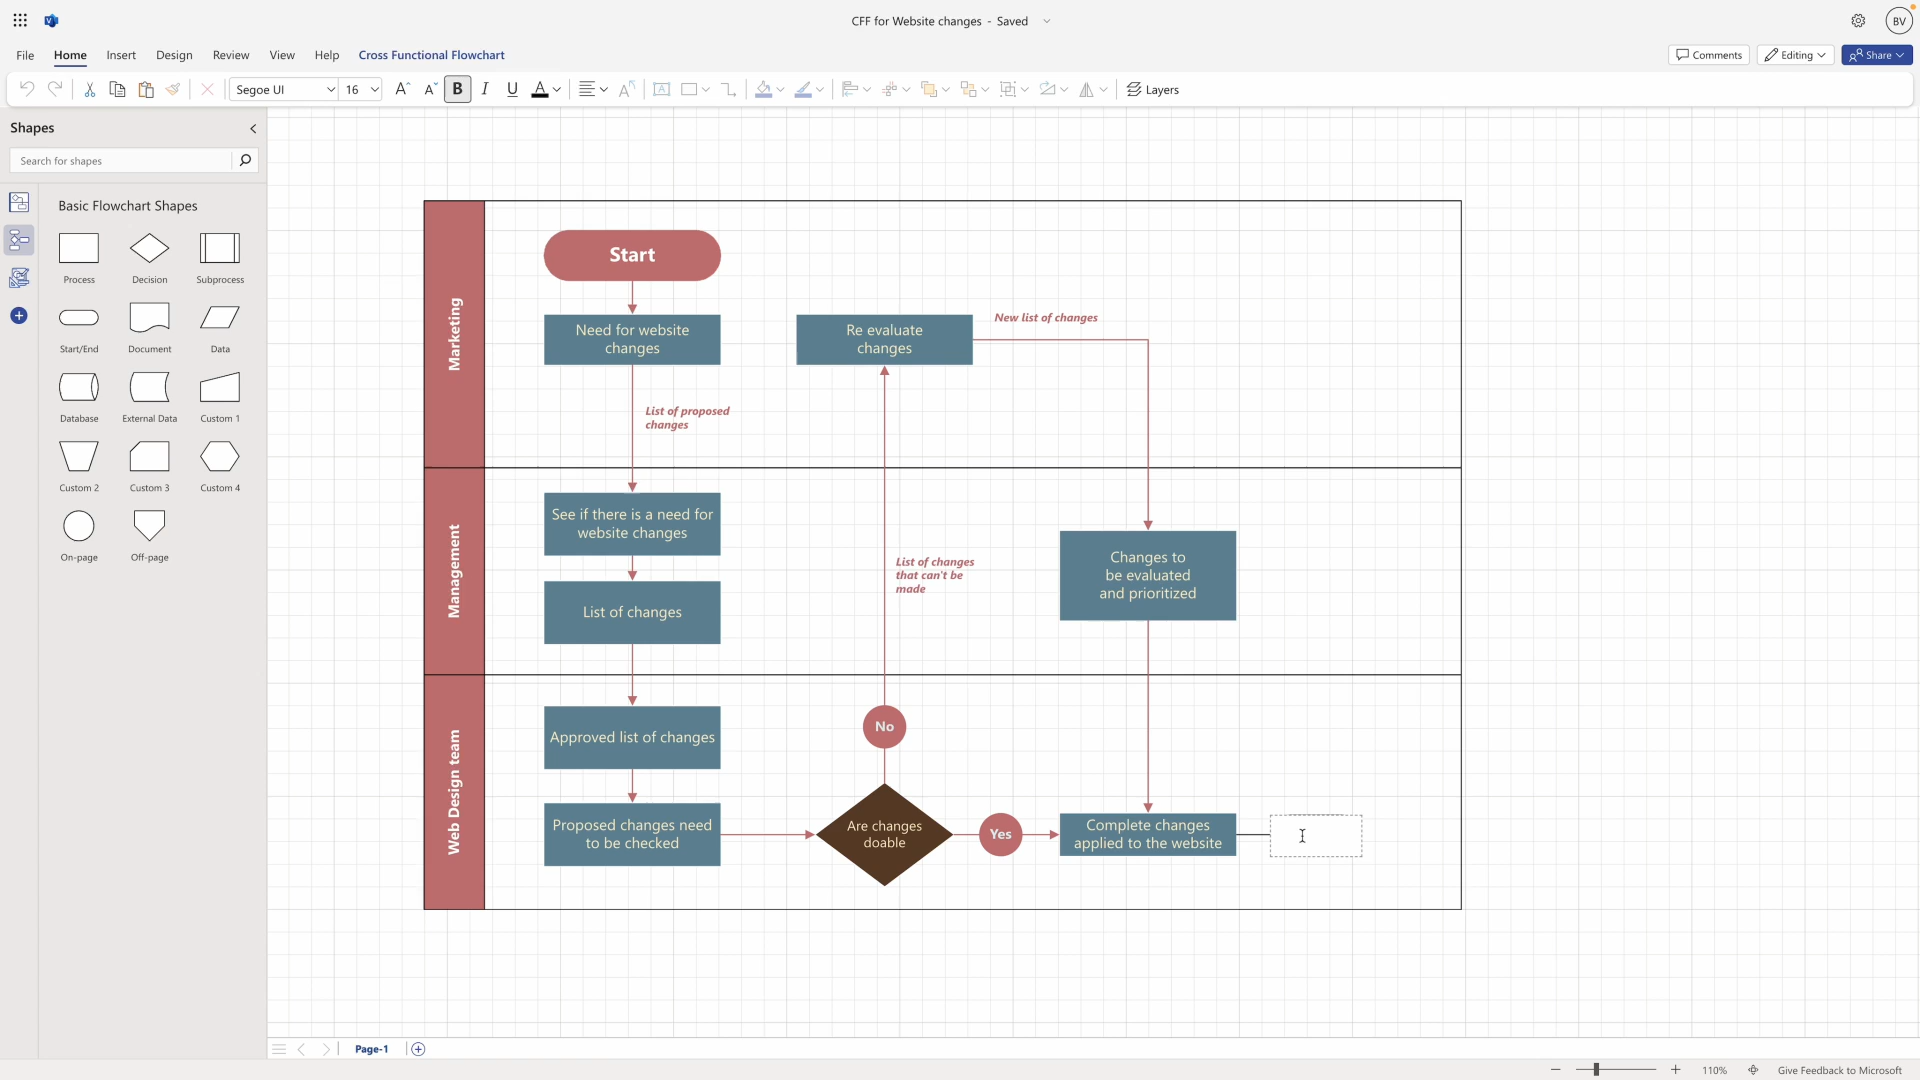 CFF for Website changes - Saved
BV
File
Home
Insert
Design
Review
View
Help
Cross Functional Flowchart
Comments
Editing
Share
Segoe UI
16
B
I
U
A
Layers
Shapes
Search for shapes
Basic Flowchart Shapes
Process
Decision
Subprocess
Start/End
Document
Data
Database
External Data
Custom 1
Custom 2
Custom 3
Custom 4
On-page
Off-page
Marketing
Start
Need for website
changes
Re evaluate
changes
New list of changes
List of proposed
changes
Management
See if there is a need for
website changes
List of changes
List of changes
that can't be
made
Changes to
be evaluated
and prioritized
Web Design team
Approved list of changes
No
Proposed changes need
to be checked
Are changes
doable
Yes
Complete changes
applied to the website
Page-1
110%
Give Feedback to Microsoft